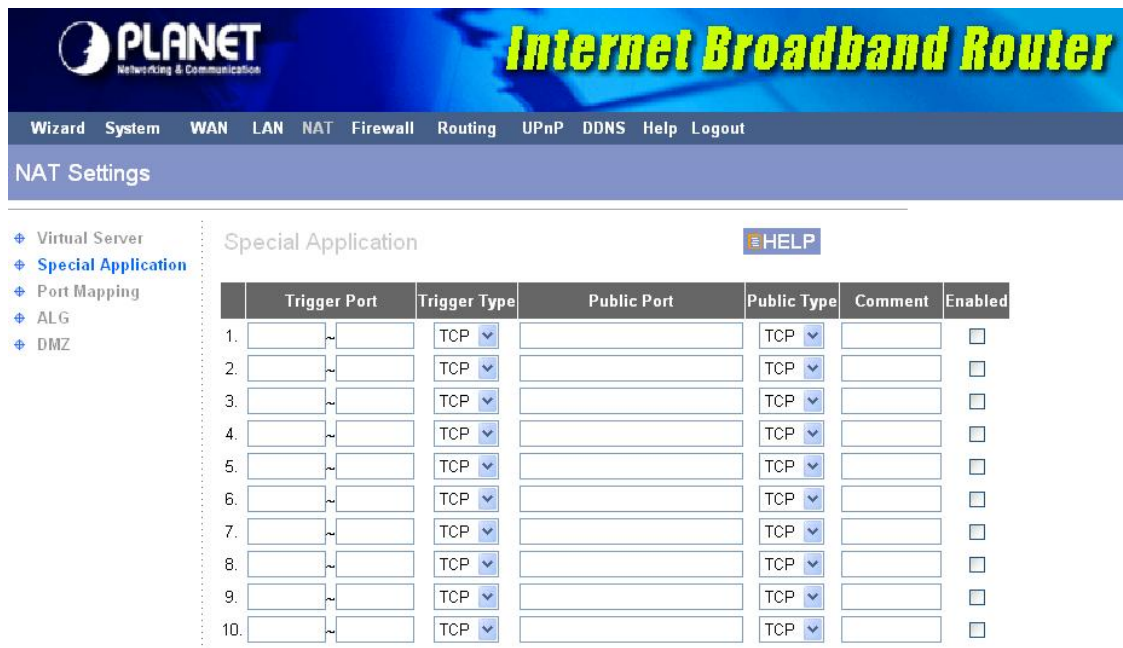 PLANET
Networking & Communication
Internet Broadband Router
Wizard System WAN LAN NAT Firewall Routing UPnP DDNS Help Logout
NAT Settings
Virtual Server
Special Application
Port Mapping
ALG
DMZ
Special Application
HELP
Trigger Port Trigger Type Public Port Public Type Comment Enabled
1. ~ TCP TCP
2. ~ TCP TCP
3. ~ TCP TCP
4. ~ TCP TCP
5. ~ TCP TCP
6. ~ TCP TCP
7. ~ TCP TCP
8. ~ TCP TCP
9. ~ TCP TCP
10. ~ TCP TCP